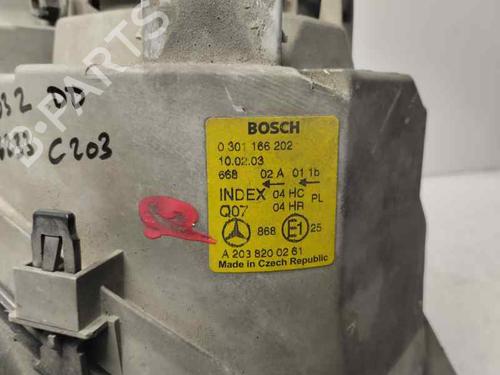 032 DD
C203
BOSCH
0 301 166 202
10.02.03
668 02 A 01 1b
INDEX 04 HC PL
Q07 04 HR
868 E1 25
A 203 820 02 61
Made in Czech Republic
B-PARTS